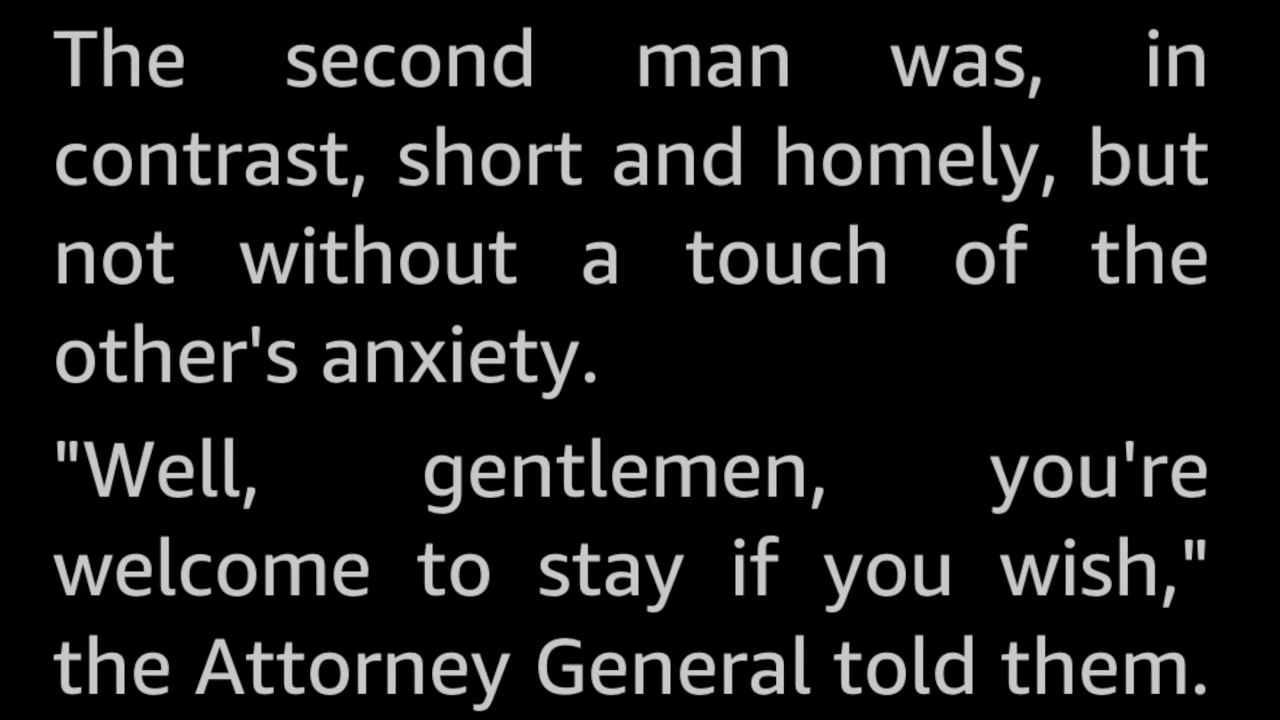 The second man was, in
contrast, short and homely, but
not without a touch of the
other's anxiety.
"Well, gentlemen, you're
welcome to stay if you wish,"
the Attorney General told them.